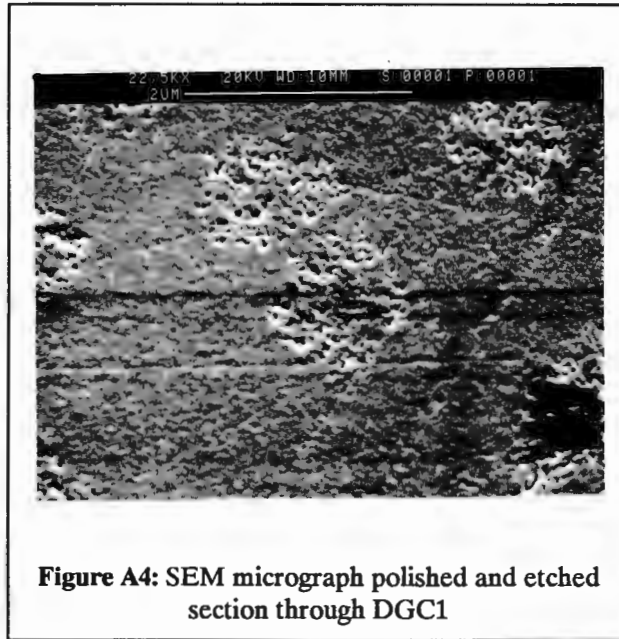 22.5KX 20KV WD:10MM S:00001 P:00001
2UM
Figure A4: SEM micrograph polished and etched
section through DGC1